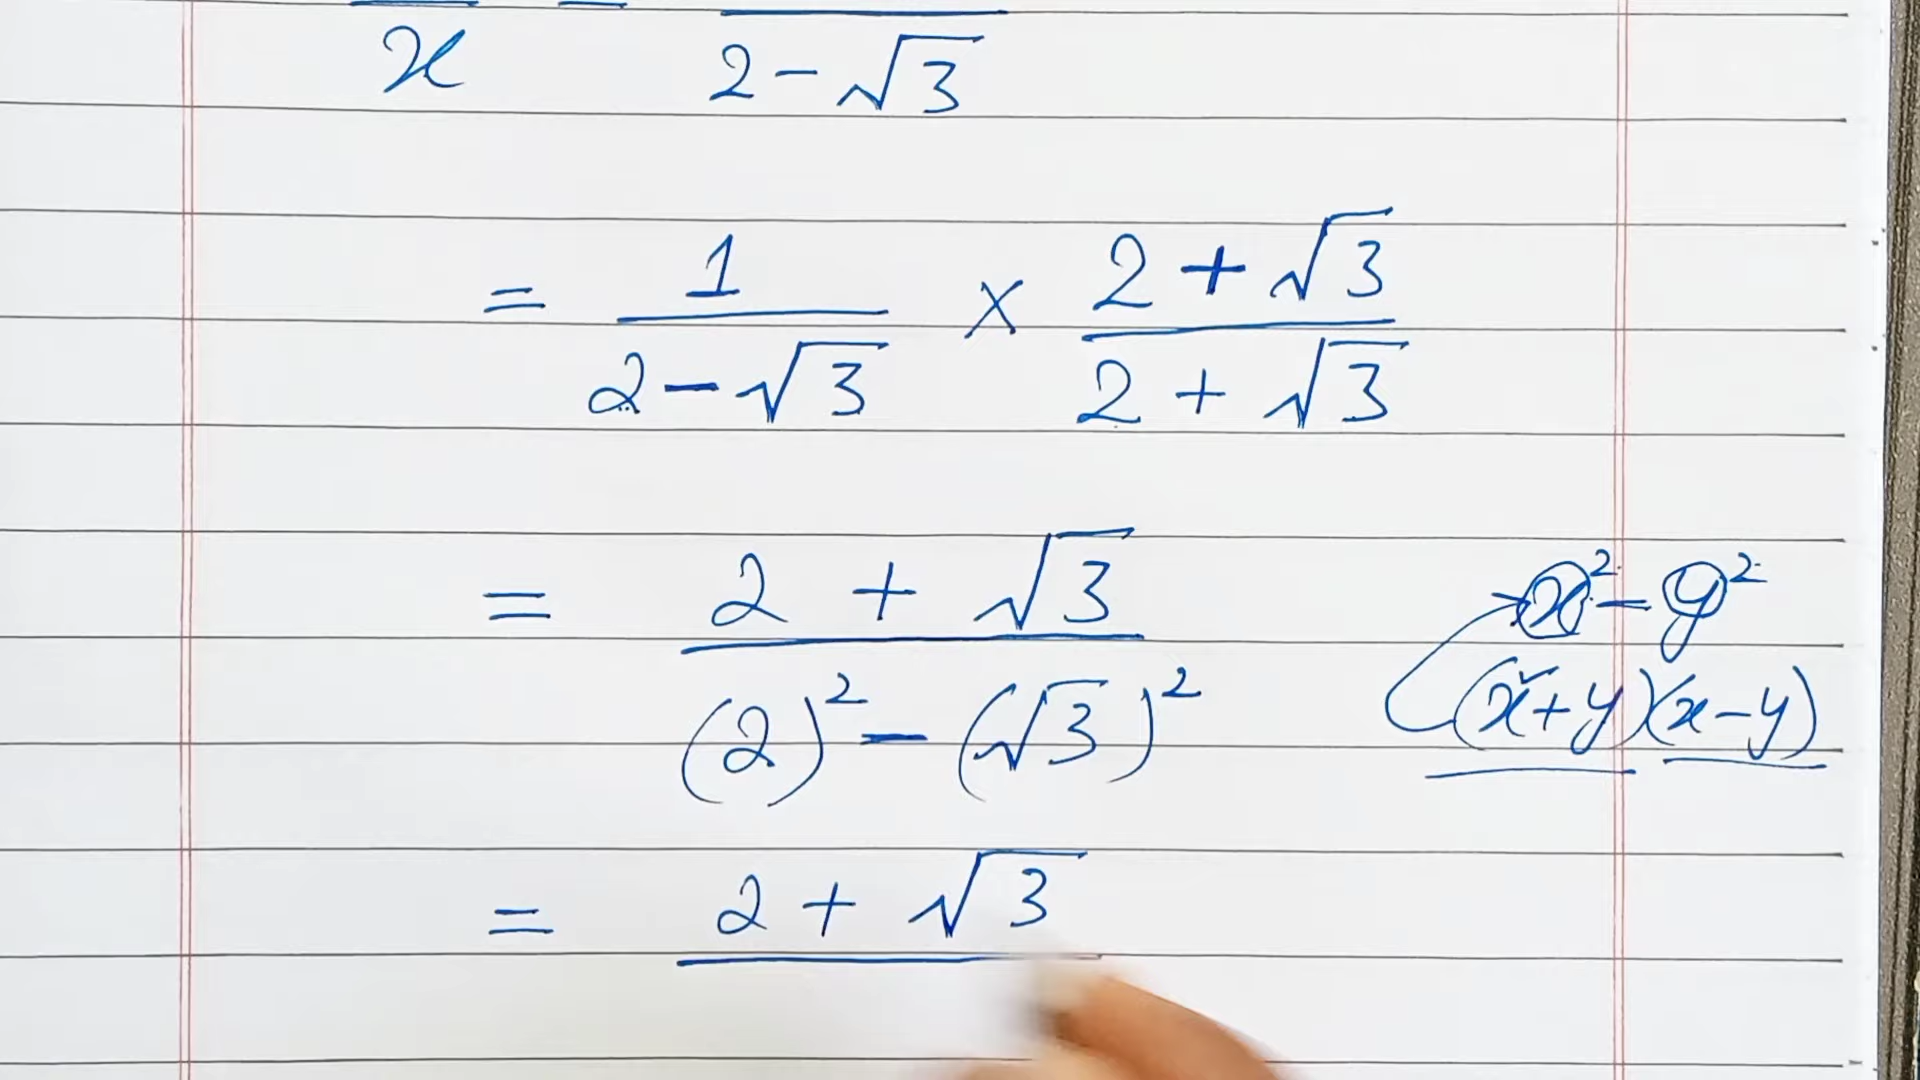 x = 2 - √3
= 1 / 2 - √3 × 2 + √3 / 2 + √3
= 2 + √3 / (2)² - (√3)²
x² - y²
(x + y)(x - y)
= 2 + √3